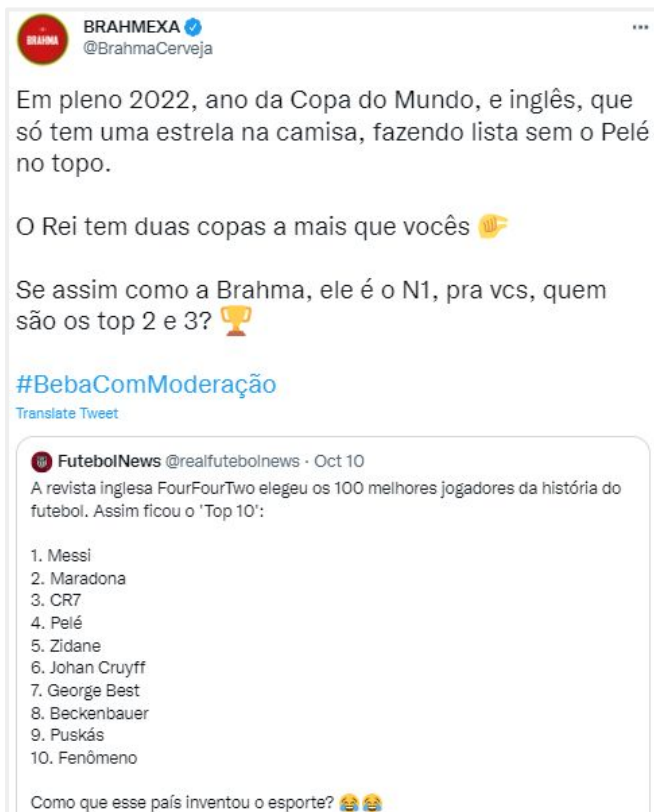 BRAHMA
BRAHMEXA
@BrahmaCerveja
Em pleno 2022, ano da Copa do Mundo, e inglês, que
só tem uma estrela na camisa, fazendo lista sem o Pelé
no topo.
O Rei tem duas copas a mais que vocês 🤛
Se assim como a Brahma, ele é o N1, pra vcs, quem
são os top 2 e 3? 🏆
#BebaComModeração
Translate Tweet
FutebolNews @realfutebolnews · Oct 10
A revista inglesa FourFourTwo elegeu os 100 melhores jogadores da história do
futebol. Assim ficou o 'Top 10':
1. Messi
2. Maradona
3. CR7
4. Pelé
5. Zidane
6. Johan Cruyff
7. George Best
8. Beckenbauer
9. Puskás
10. Fenômeno
Como que esse país inventou o esporte? 😂😂